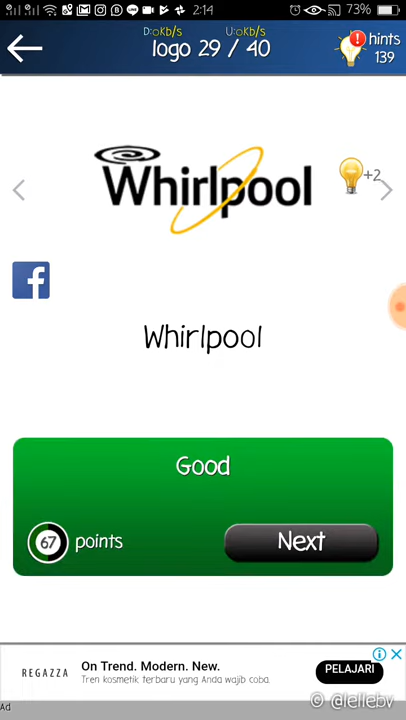 2:14
73%
D:0Kb/s U:0Kb/s
logo 29 / 40
hints
139
Whirlpool
+2
Whirlpool
Good
67 points
Next
REGAZZA
On Trend. Modern. New.
Tren kosmetik terbaru yang Anda wajib coba.
PELAJARI
© @lellebv
Ad